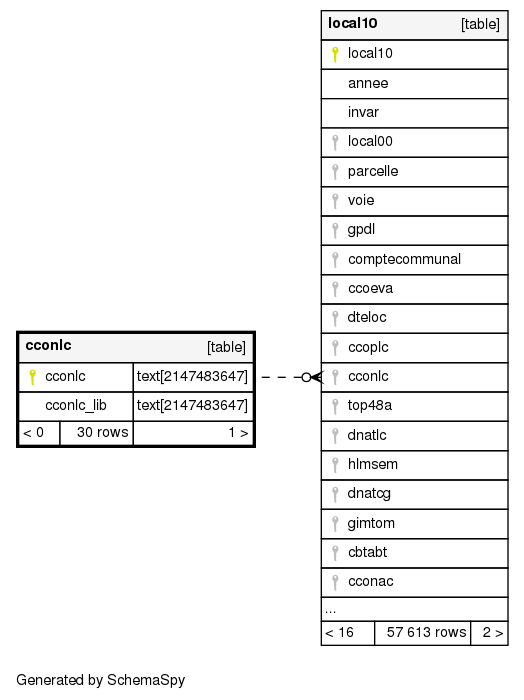 cconlc [table]
cconlc text[2147483647]
cconlc_lib text[2147483647]
< 0 30 rows 1 >
local10 [table]
local10
annee
invar
local00
parcelle
voie
gpdl
comptecommunal
ccoeva
dteloc
ccoplc
cconlc
top48a
dnatlc
hlmsem
dnatcg
gimtom
cbtabt
cconac
...
< 16 57 613 rows 2 >
Generated by SchemaSpy